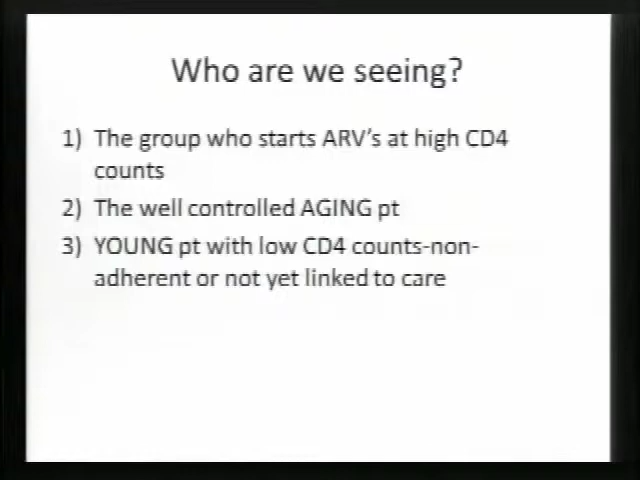 Who are we seeing?
1) The group who starts ARV's at high CD4
counts
2) The well controlled AGING pt
3) YOUNG pt with low CD4 counts-non-
adherent or not yet linked to care